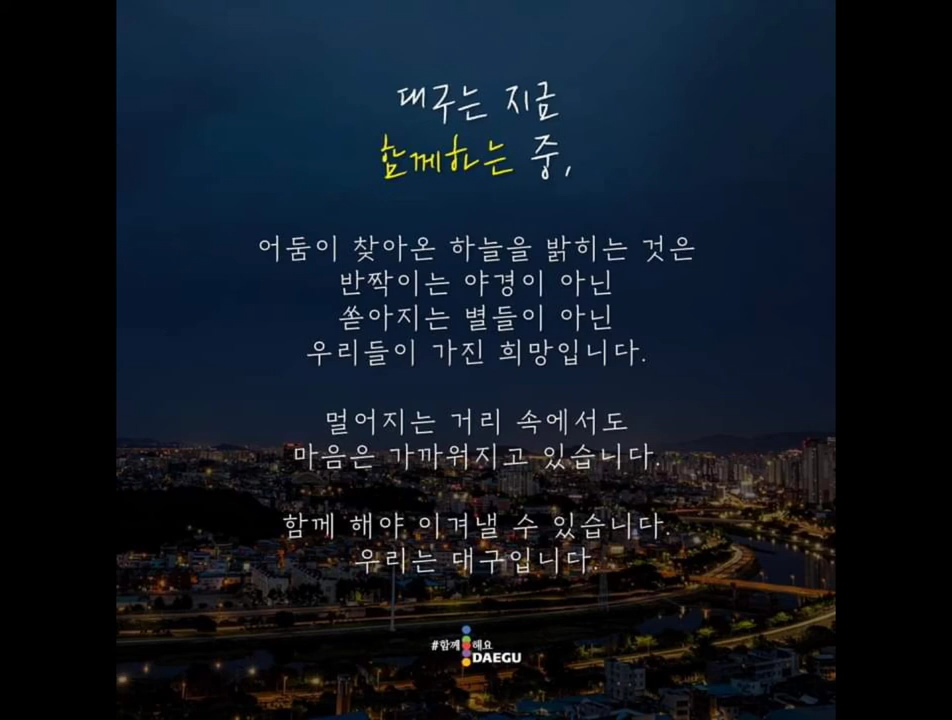 대구는 지금
함께하는 중,
어둠이 찾아온 하늘을 밝히는 것은
반짝이는 야경이 아닌
쏟아지는 별들이 아닌
우리들이 가진 희망입니다.
멀어지는 거리 속에서도
마음은 가까워지고 있습니다.
함께 해야 이겨낼 수 있습니다.
우리는 대구입니다.
#함께해요
DAEGU